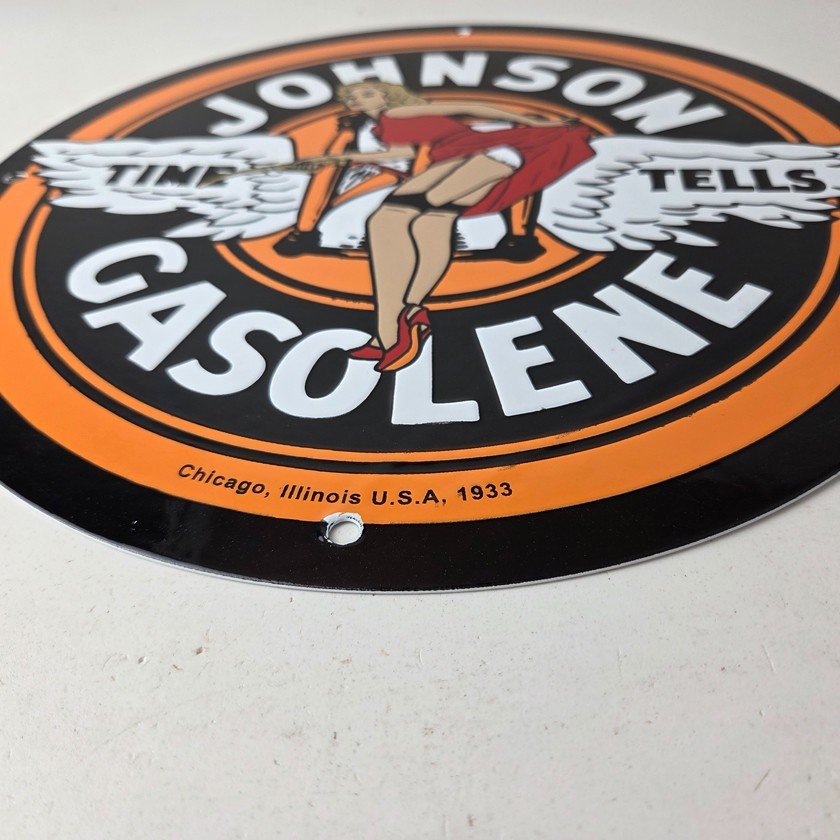 JOHNSON
TIME TELLS
GASOLENE
Chicago, Illinois U.S.A, 1933